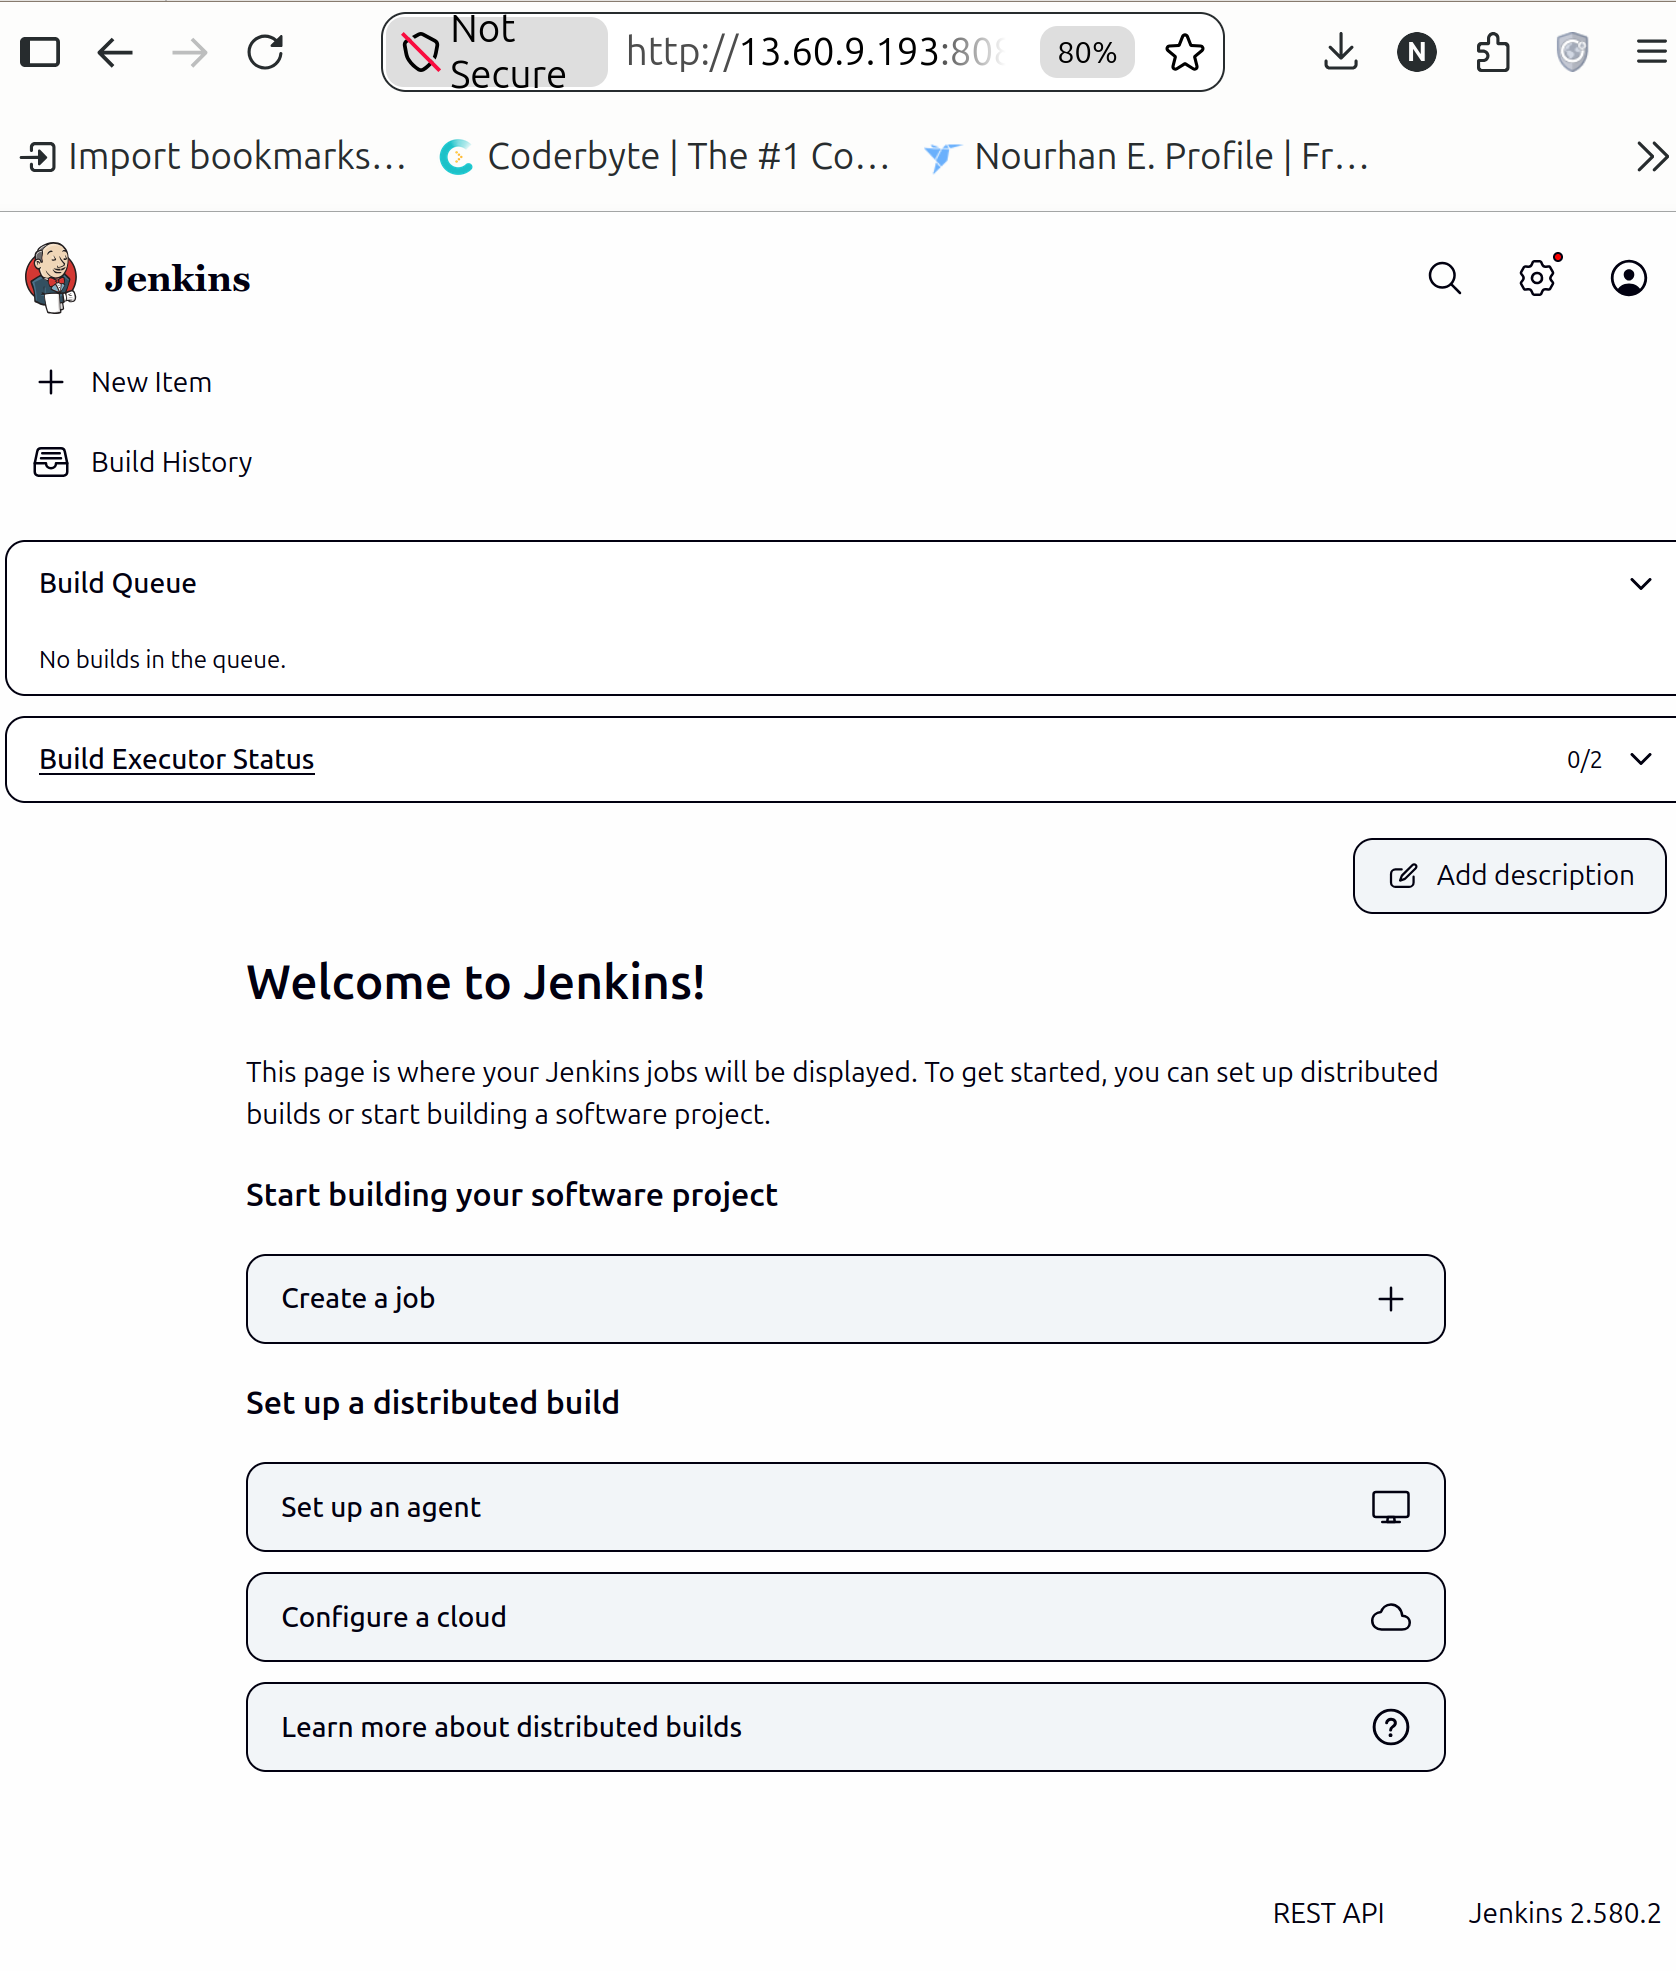 Not Secure
http://13.60.9.193:808
80%
N
Import bookmarks...
Coderbyte | The #1 Co...
Nourhan E. Profile | Fr...
Jenkins
New Item
Build History
Build Queue
No builds in the queue.
Build Executor Status
0/2
Add description
Welcome to Jenkins!
This page is where your Jenkins jobs will be displayed. To get started, you can set up distributed
builds or start building a software project.
Start building your software project
Create a job
Set up a distributed build
Set up an agent
Configure a cloud
Learn more about distributed builds
REST API
Jenkins 2.580.2